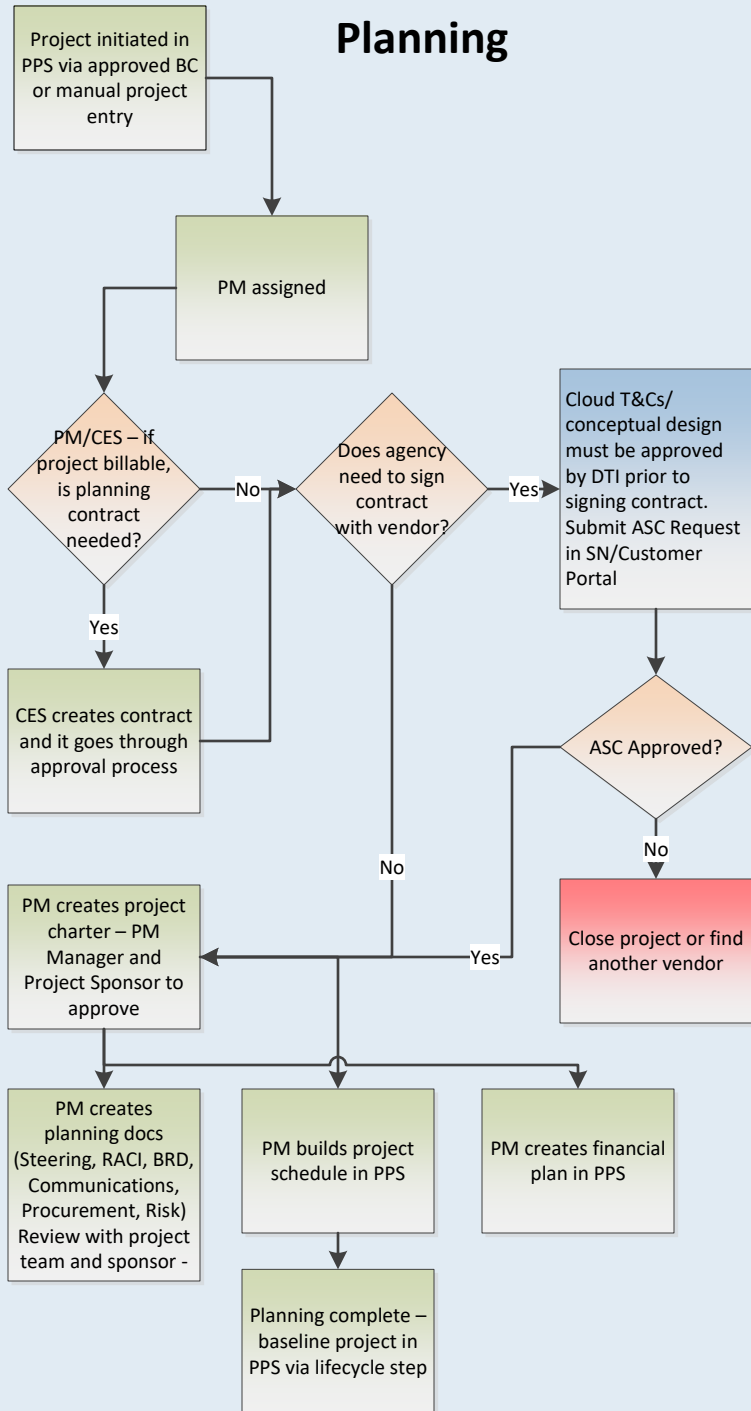 Planning
Project initiated in
PPS via approved BC
or manual project
entry
PM assigned
PM/CES – if
project billable,
is planning
contract
needed?
No
Yes
Does agency
need to sign
contract
with vendor?
Yes
No
Cloud T&Cs/
conceptual design
must be approved
by DTI prior to
signing contract.
Submit ASC Request
in SN/Customer
Portal
CES creates contract
and it goes through
approval process
ASC Approved?
No
Yes
Close project or find
another vendor
PM creates project
charter – PM
Manager and
Project Sponsor to
approve
PM creates
planning docs
(Steering, RACI, BRD,
Communications,
Procurement, Risk)
Review with project
team and sponsor -
PM builds project
schedule in PPS
PM creates financial
plan in PPS
Planning complete –
baseline project in
PPS via lifecycle step